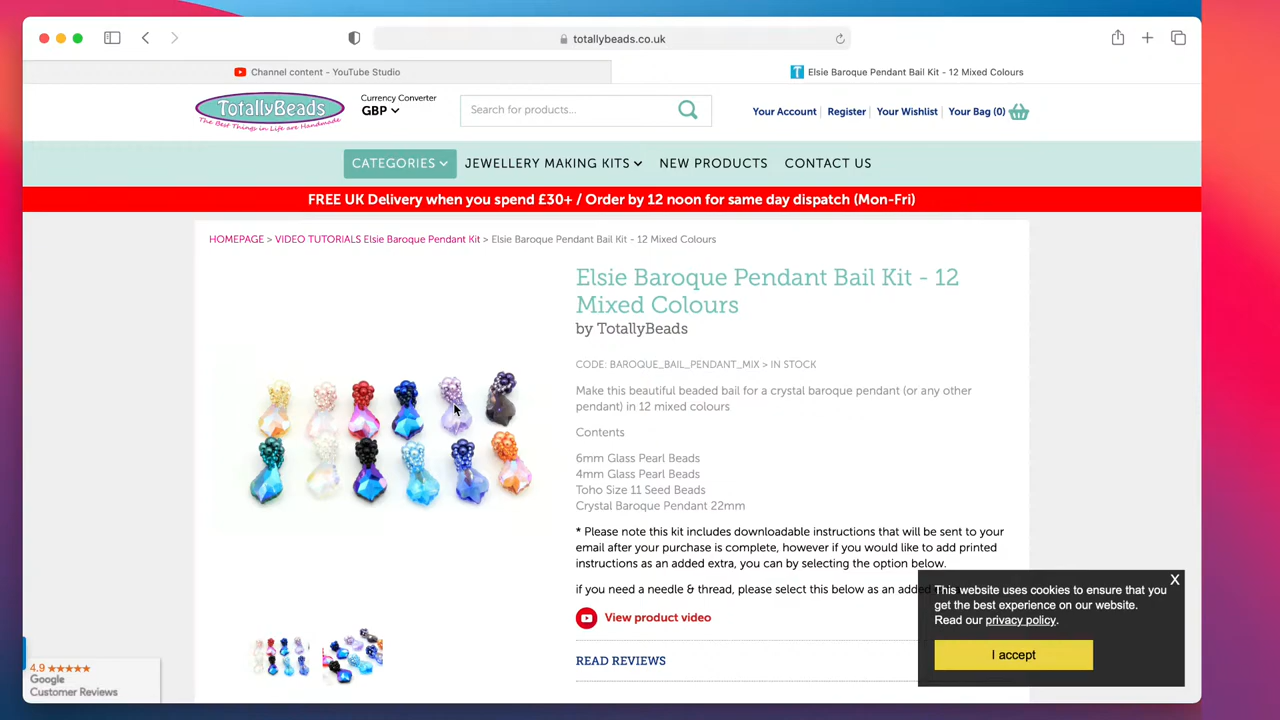 totallybeads.co.uk
Channel content - YouTube Studio
Elsie Baroque Pendant Bail Kit - 12 Mixed Colours
TotallyBeads
The Best Things in Life are Handmade
Currency Converter
GBP
Search for products...
Your Account | Register | Your Wishlist | Your Bag (0)
CATEGORIES JEWELLERY MAKING KITS NEW PRODUCTS CONTACT US
FREE UK Delivery when you spend £30+ / Order by 12 noon for same day dispatch (Mon-Fri)
HOMEPAGE > VIDEO TUTORIALS Elsie Baroque Pendant Kit > Elsie Baroque Pendant Bail Kit - 12 Mixed Colours
Elsie Baroque Pendant Bail Kit - 12
Mixed Colours
by TotallyBeads
CODE: BAROQUE_BAIL_PENDANT_MIX > IN STOCK
Make this beautiful beaded bail for a crystal baroque pendant (or any other
pendant) in 12 mixed colours
Contents
6mm Glass Pearl Beads
4mm Glass Pearl Beads
Toho Size 11 Seed Beads
Crystal Baroque Pendant 22mm
* Please note this kit includes downloadable instructions that will be sent to your
email after your purchase is complete, however if you would like to add printed
instructions as an added extra, you can by selecting the option below.
if you need a needle & thread, please select this below as an added
View product video
READ REVIEWS
X
This website uses cookies to ensure that you
get the best experience on our website.
Read our privacy policy.
I accept
4.9 ★★★★★
Google
Customer Reviews